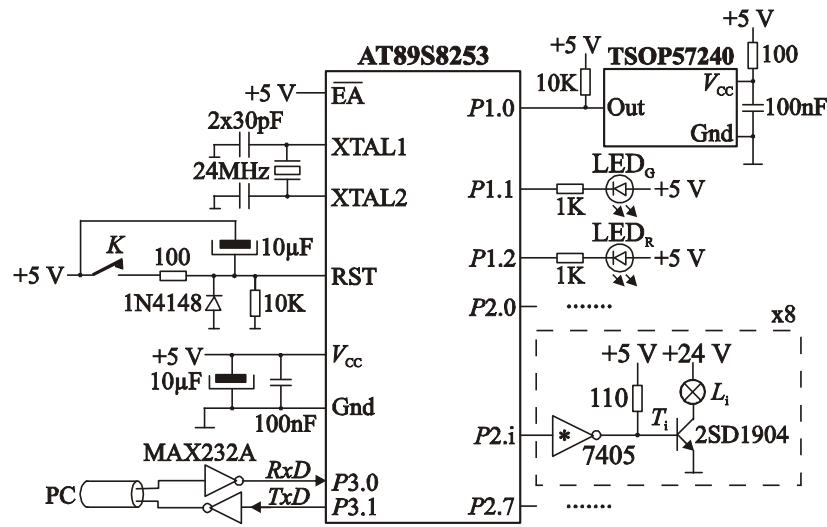 AT89S8253
+5 V
EA
2x30pF
XTAL1
24MHz
XTAL2
K
100
10µF
+5 V
RST
1N4148
10K
+5 V
VCC
10µF
100nF
Gnd
MAX232A
RxD
P3.0
PC
TxD
P3.1
+5 V
+5 V
TSOP57240
100
10K
VCC
P1.0
Out
100nF
Gnd
LEDG
P1.1
1K
+5 V
LEDR
P1.2
1K
+5 V
P2.0
.......
x8
+5 V
+24 V
110
Li
Ti
P2.i
*
7405
2SD1904
P2.7
.......